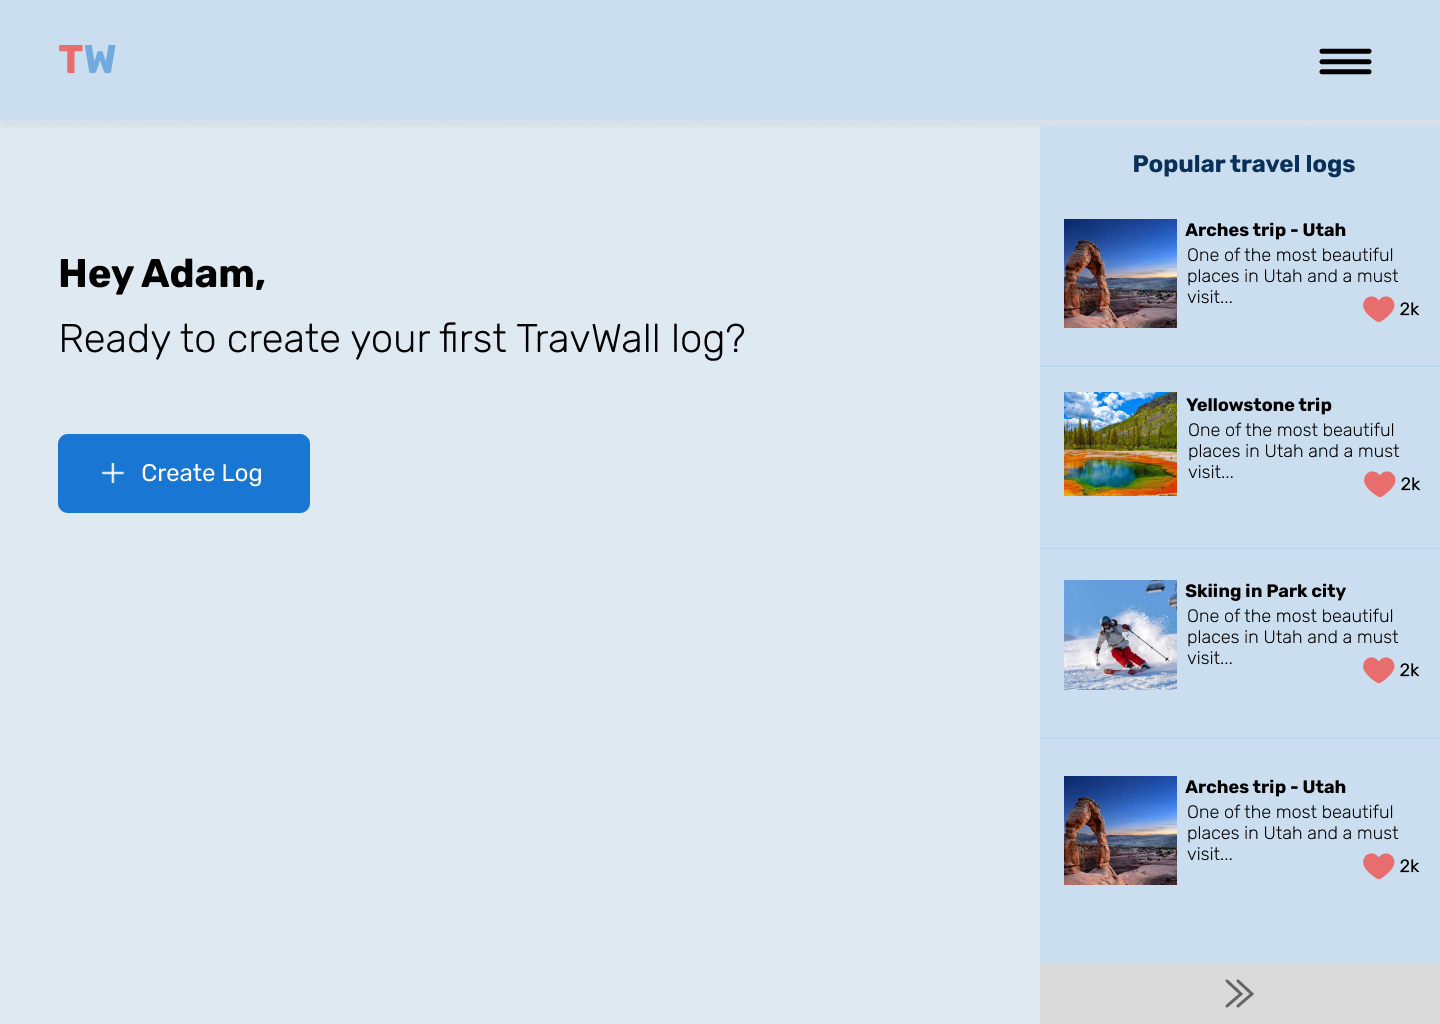 TW
Hey Adam,
Ready to create your first TravWall log?
Create Log
Popular travel logs
Arches trip - Utah
One of the most beautiful
places in Utah and a must
visit...
2k
Yellowstone trip
One of the most beautiful
places in Utah and a must
visit...
2k
Skiing in Park city
One of the most beautiful
places in Utah and a must
visit...
2k
Arches trip - Utah
One of the most beautiful
places in Utah and a must
visit...
2k